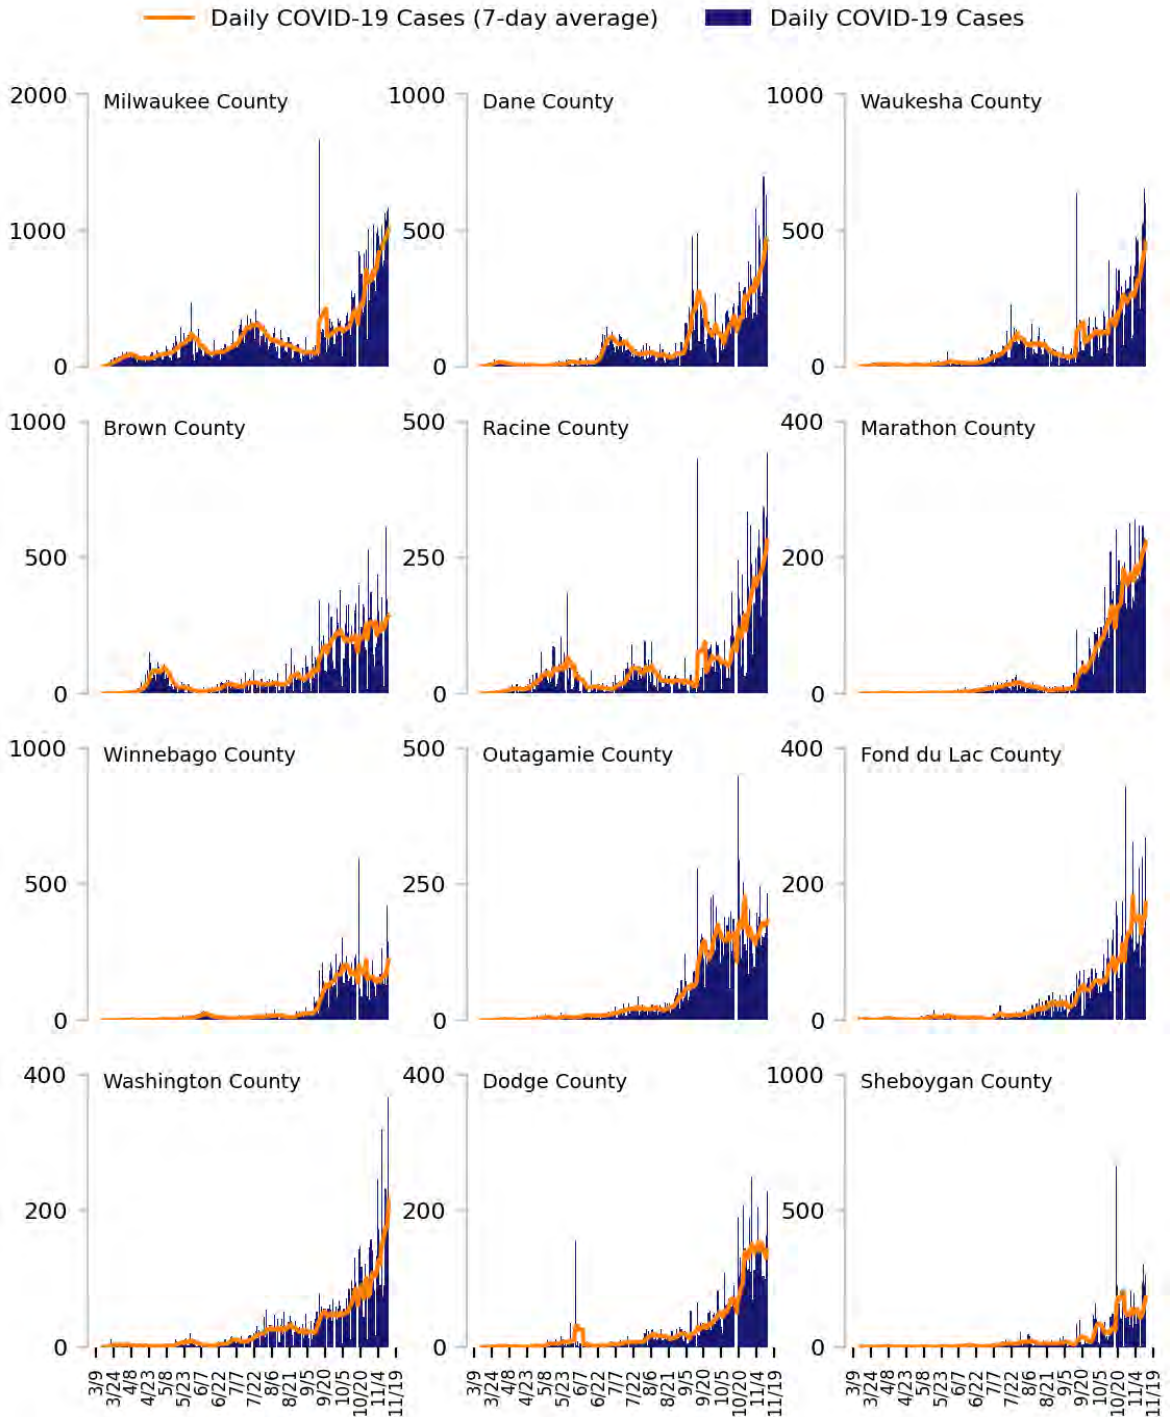 Daily COVID-19 Cases (7-day average) Daily COVID-19 Cases
2000 Milwaukee County 1000 Dane County 1000 Waukesha County
1000 500 500
0 0 0
1000 Brown County 500 Racine County 400 Marathon County
500 250 200
0 0 0
1000 Winnebago County 500 Outagamie County 400 Fond du Lac County
500 250 200
0 0 0
400 Washington County 400 Dodge County 1000 Sheboygan County
200 200 500
0 0 0
3/9 3/24 4/8 4/23 5/8 5/23 6/7 6/22 7/7 7/22 8/6 8/21 9/5 9/20 10/5 10/20 11/4 11/19 3/9 3/24 4/8 4/23 5/8 5/23 6/7 6/22 7/7 7/22 8/6 8/21 9/5 9/20 10/5 10/20 11/4 11/19 3/9 3/24 4/8 4/23 5/8 5/23 6/7 6/22 7/7 7/22 8/6 8/21 9/5 9/20 10/5 10/20 11/4 11/19